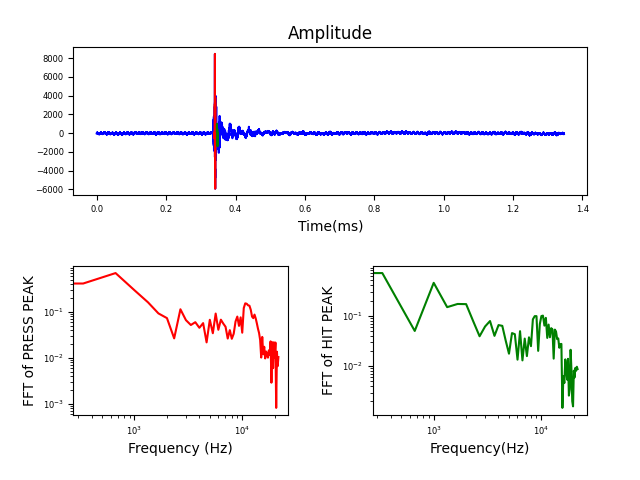 Amplitude
8000
6000
4000
2000
0
−2000
−4000
−6000
0.0 0.2 0.4 0.6 0.8 1.0 1.2 1.4
Time(ms)
FFT of PRESS PEAK
10⁻¹
10⁻²
10⁻³
10³ 10⁴
Frequency (Hz)
FFT of HIT PEAK
10⁻¹
10⁻²
10³ 10⁴
Frequency(Hz)